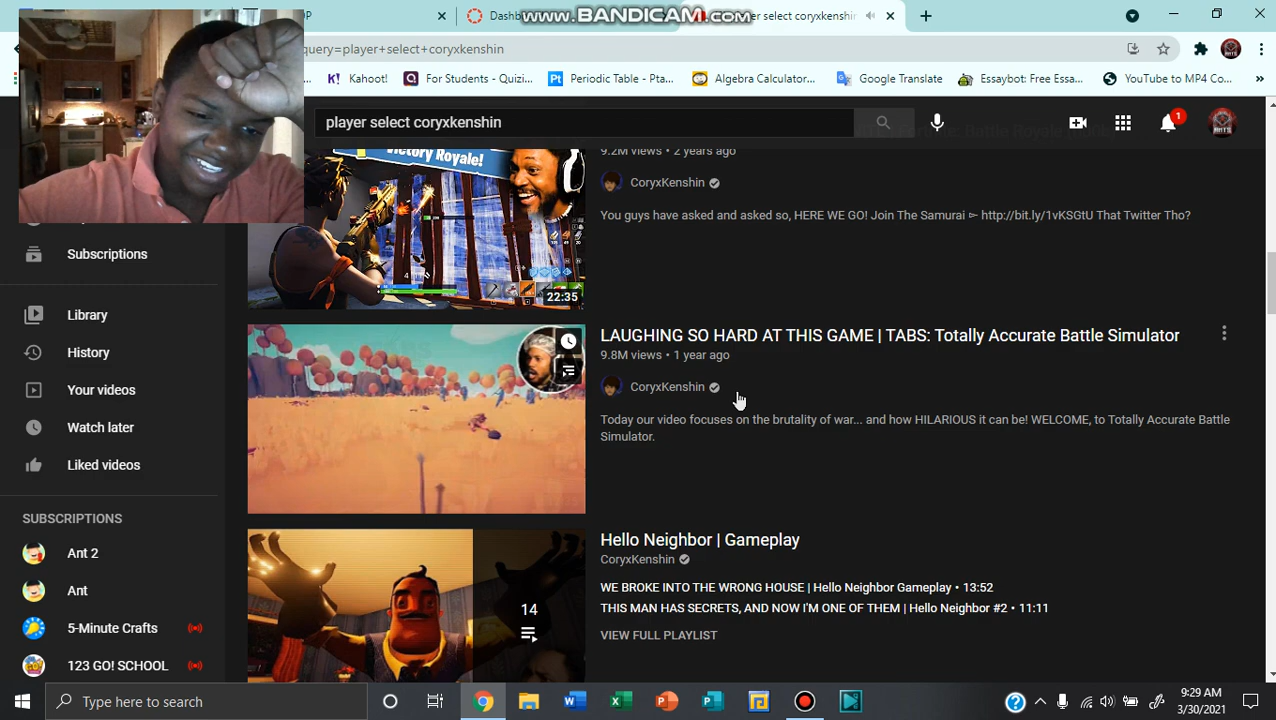 www.BANDICAM.com
Dashb
er select coryxkenshin
query=player+select+coryxkenshin
Kahoot!
For Students - Quizi...
Periodic Table - Pta...
Algebra Calculator...
Google Translate
Essaybot: Free Essa...
YouTube to MP4 Co...
player select coryxkenshin
1
Victory Royale!
9.2M views • 2 years ago
CoryxKenshin
You guys have asked and asked so, HERE WE GO! Join The Samurai ► http://bit.ly/1vKSGtU That Twitter Tho?
22:35
Subscriptions
Library
History
Your videos
Watch later
Liked videos
SUBSCRIPTIONS
Ant 2
Ant
5-Minute Crafts
123 GO! SCHOOL
LAUGHING SO HARD AT THIS GAME | TABS: Totally Accurate Battle Simulator
9.8M views • 1 year ago
CoryxKenshin
Today our video focuses on the brutality of war... and how HILARIOUS it can be! WELCOME, to Totally Accurate Battle
Simulator.
Hello Neighbor | Gameplay
CoryxKenshin
WE BROKE INTO THE WRONG HOUSE | Hello Neighbor Gameplay • 13:52
THIS MAN HAS SECRETS, AND NOW I'M ONE OF THEM | Hello Neighbor #2 • 11:11
VIEW FULL PLAYLIST
14
Type here to search
9:29 AM
3/30/2021